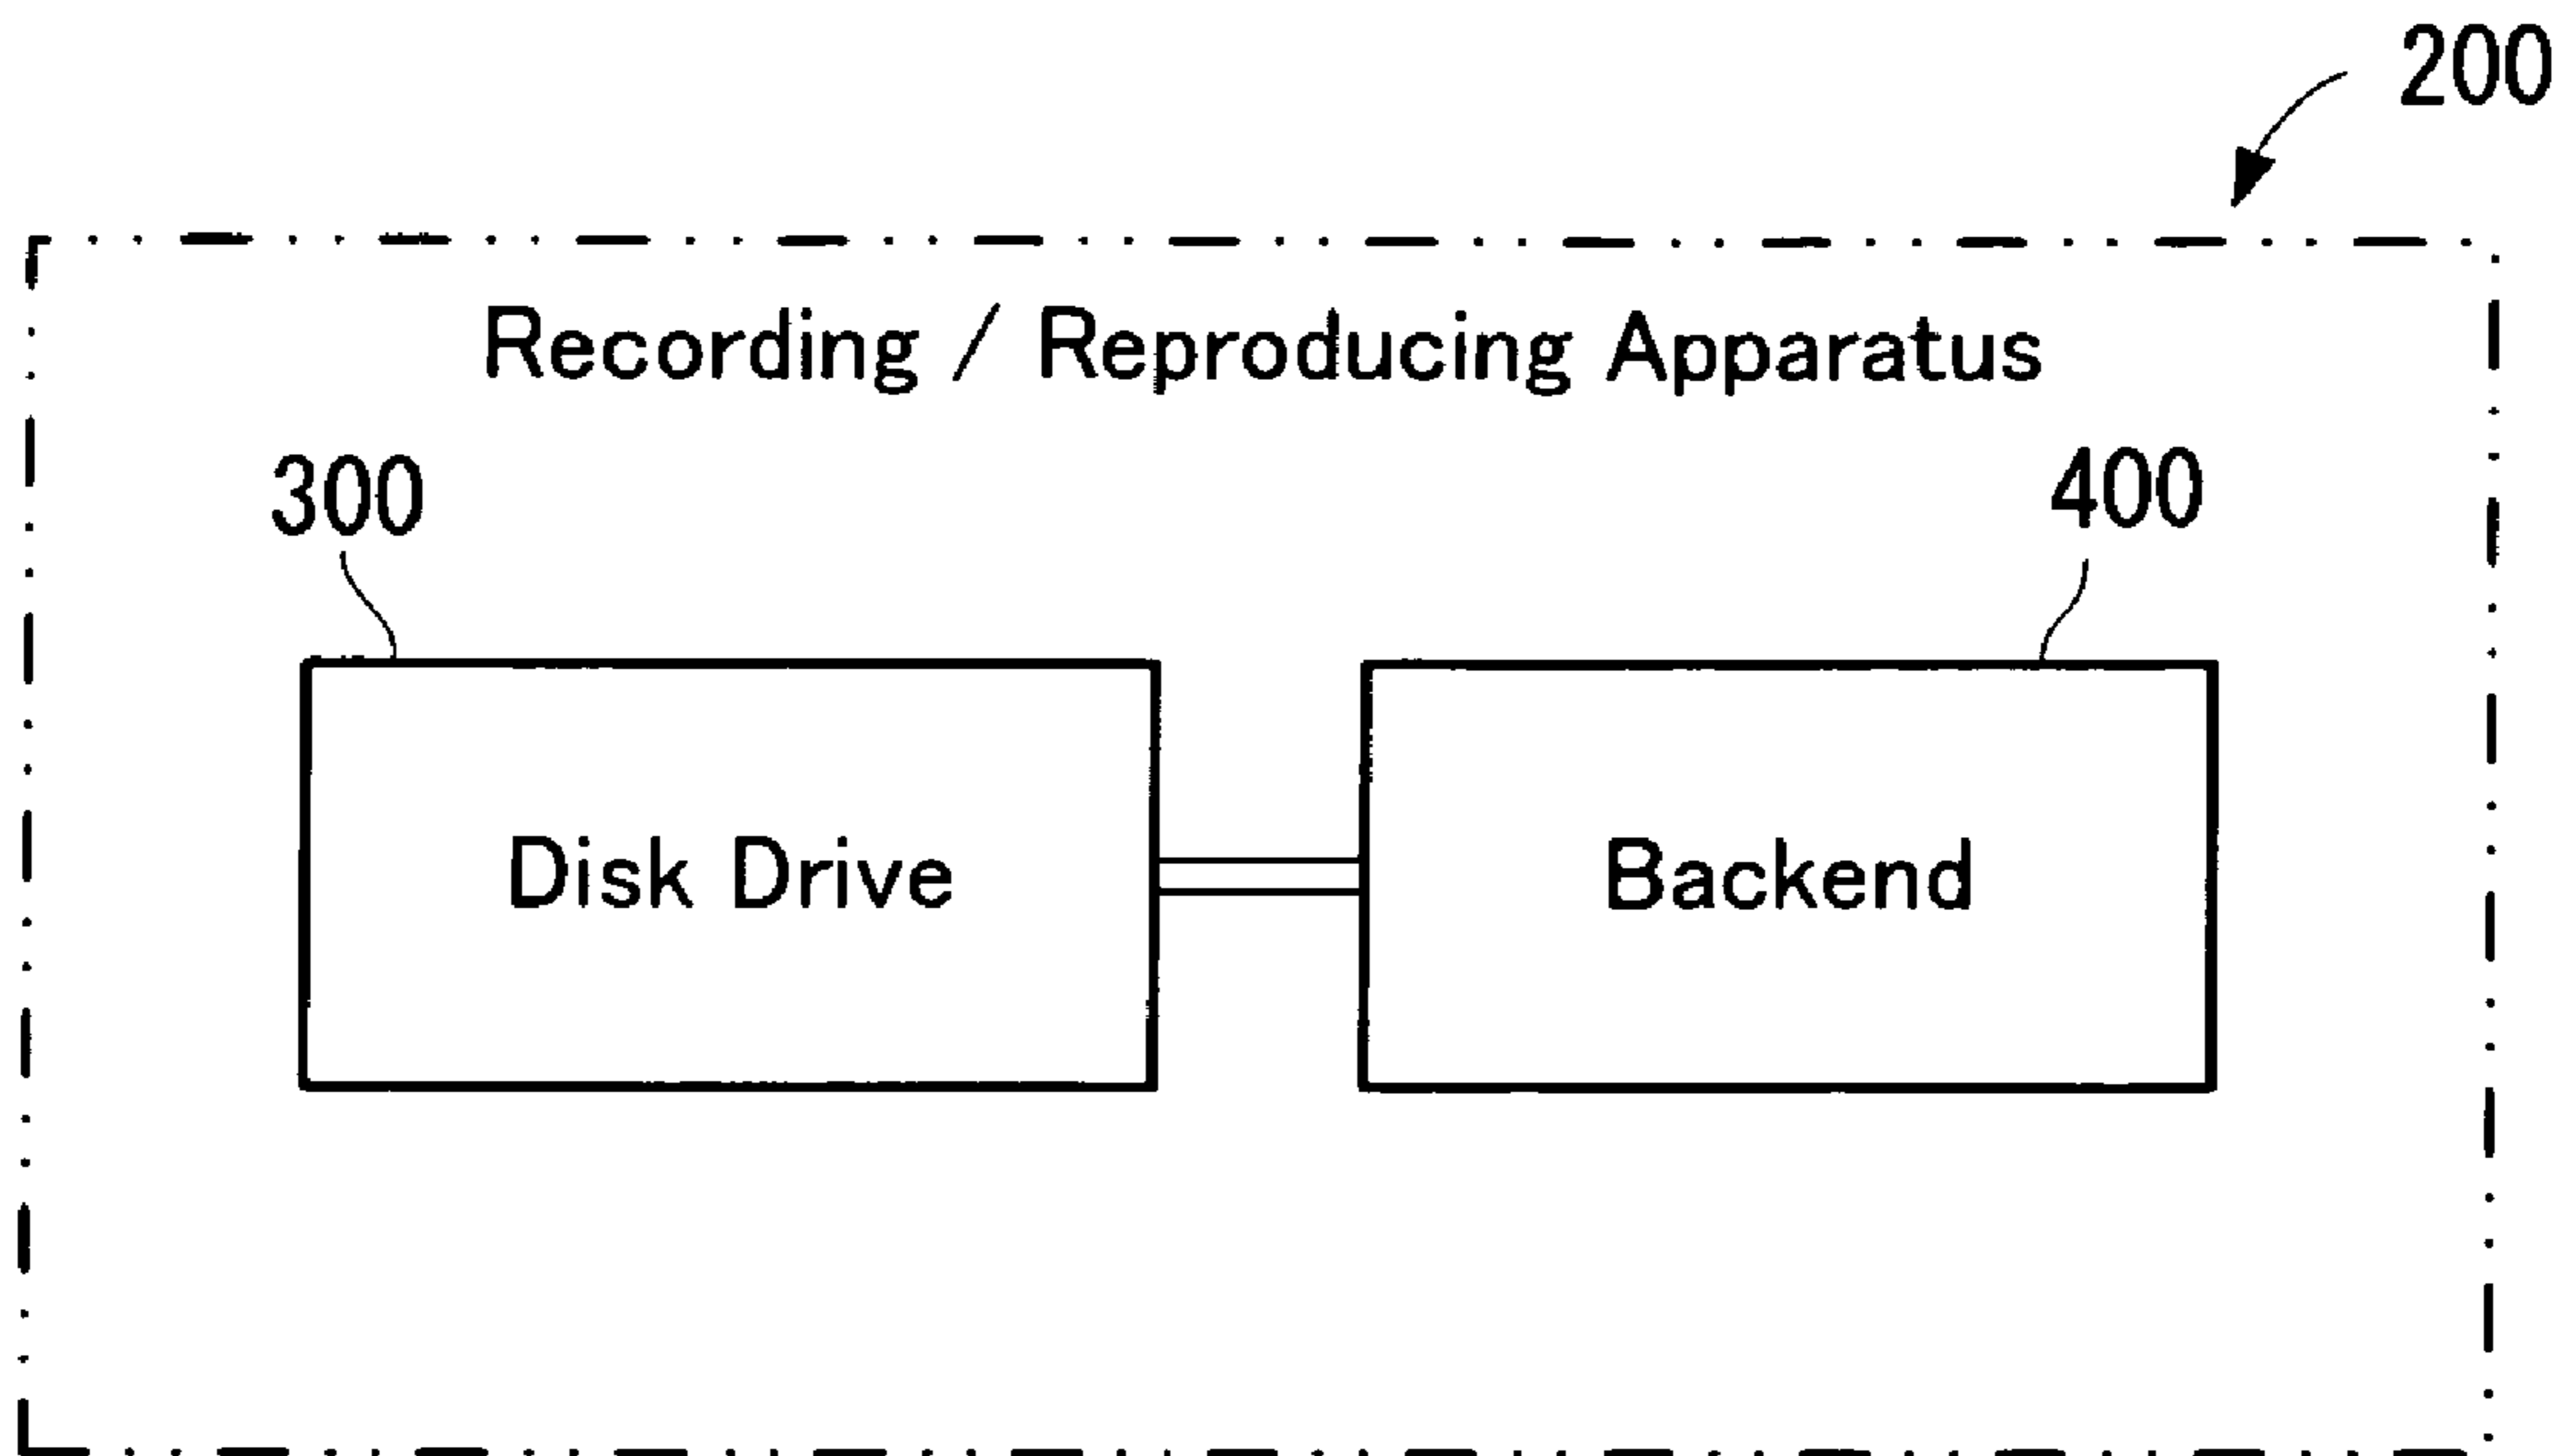 200
Recording / Reproducing Apparatus
300
400
Disk Drive
Backend